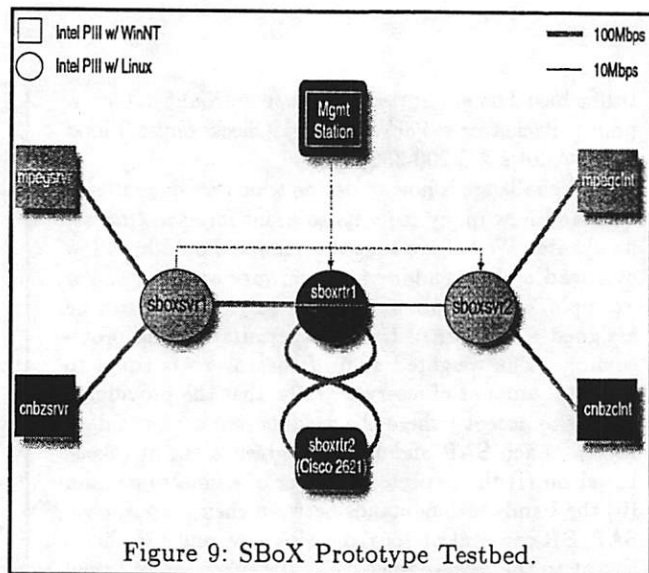 Intel PIII w/ WinNT
Intel PIII w/ Linux
100Mbps
10Mbps
Mgmt
Station
mpegsrvr
mpegclnt
sboxsvr1
sboxrtr1
sboxsvr2
cnbzsrvr
cnbzclnt
sboxrtr2
(Cisco 2621)
Figure 9: SBoX Prototype Testbed.